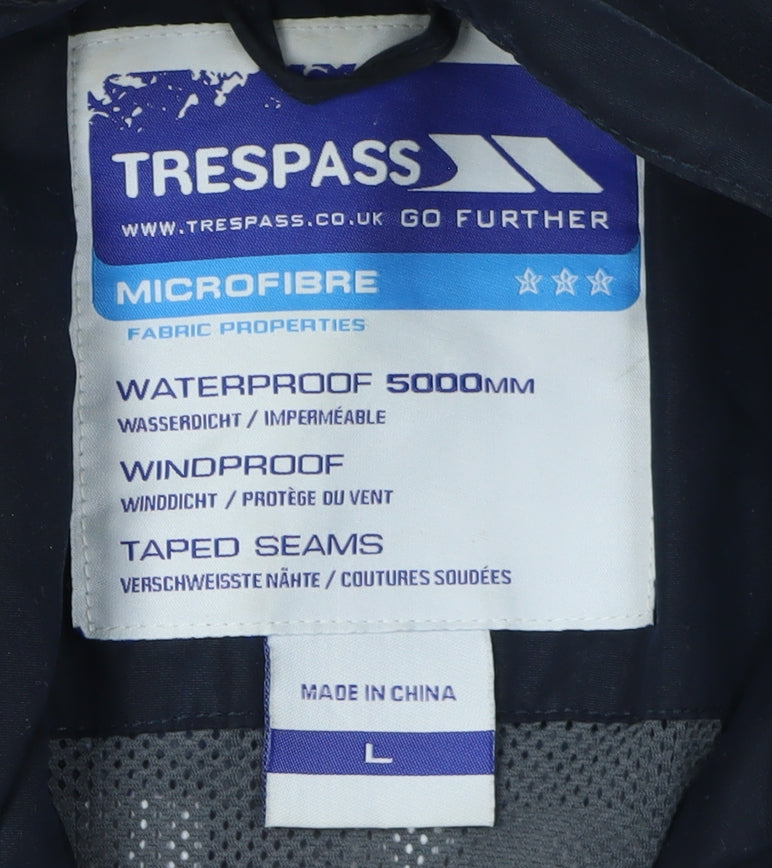 TRESPASS
WWW.TRESPASS.CO.UK GO FURTHER
MICROFIBRE
FABRIC PROPERTIES
WATERPROOF 5000MM
WASSERDICHT / IMPERMÉABLE
WINDPROOF
WINDDICHT / PROTÈGE DU VENT
TAPED SEAMS
VERSCHWEISSTE NÄHTE / COUTURES SOUDÉES
MADE IN CHINA
L